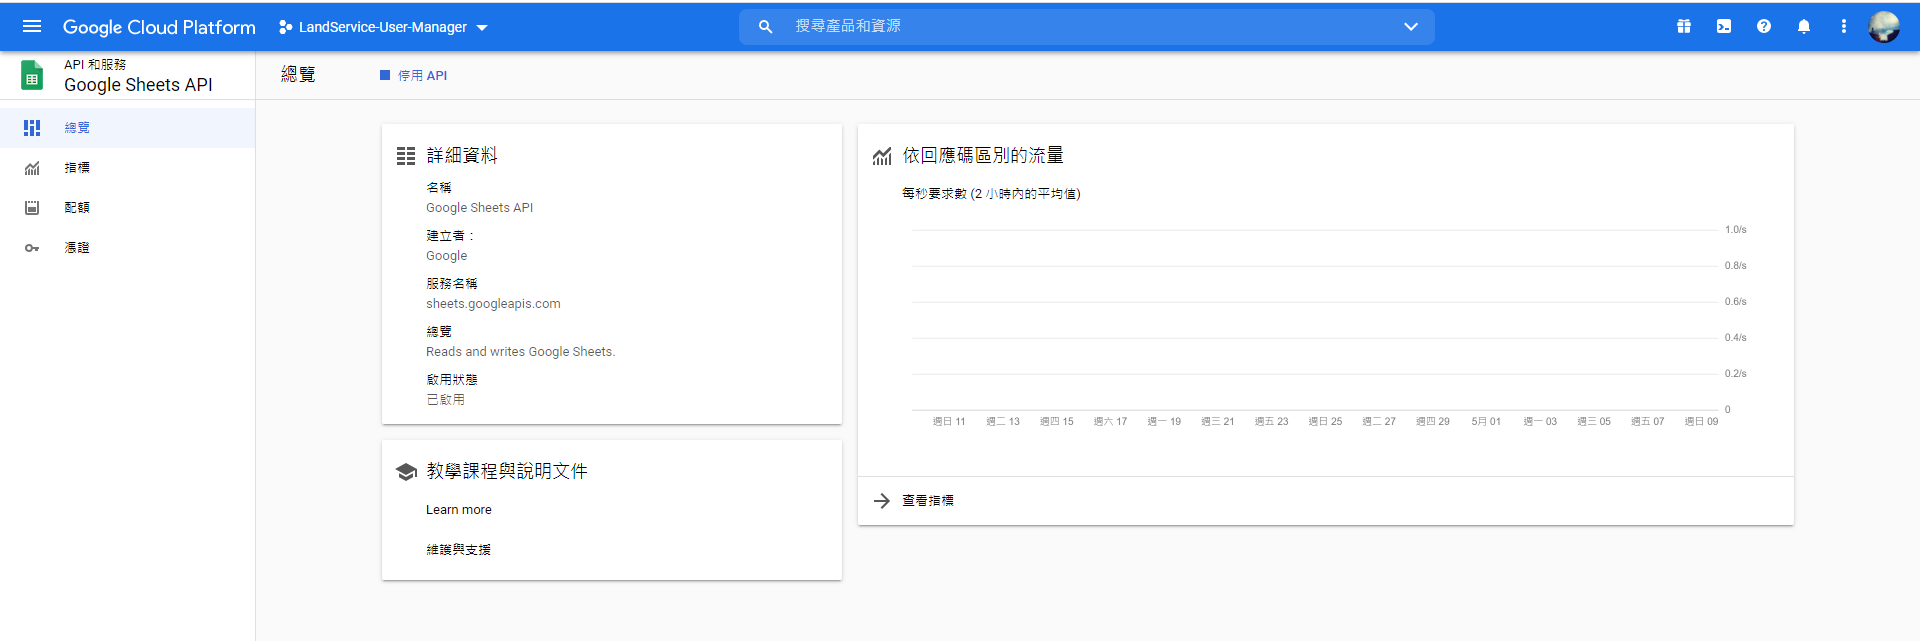 Google Cloud Platform
LandService-User-Manager
搜尋產品和資源
API 和服務
Google Sheets API
總覽
停用 API
總覽
指標
配額
憑證
詳細資料
名稱
Google Sheets API
建立者：
Google
服務名稱
sheets.googleapis.com
總覽
Reads and writes Google Sheets.
啟用狀態
已啟用
教學課程與說明文件
Learn more
維護與支援
依回應碼區別的流量
每秒要求數 (2 小時內的平均值)
1.0/s
0.8/s
0.6/s
0.4/s
0.2/s
0
週日 11 週二 13 週四 15 週六 17 週一 19 週三 21 週五 23 週日 25 週二 27 週四 29 5月 01 週一 03 週三 05 週五 07 週日 09
查看指標